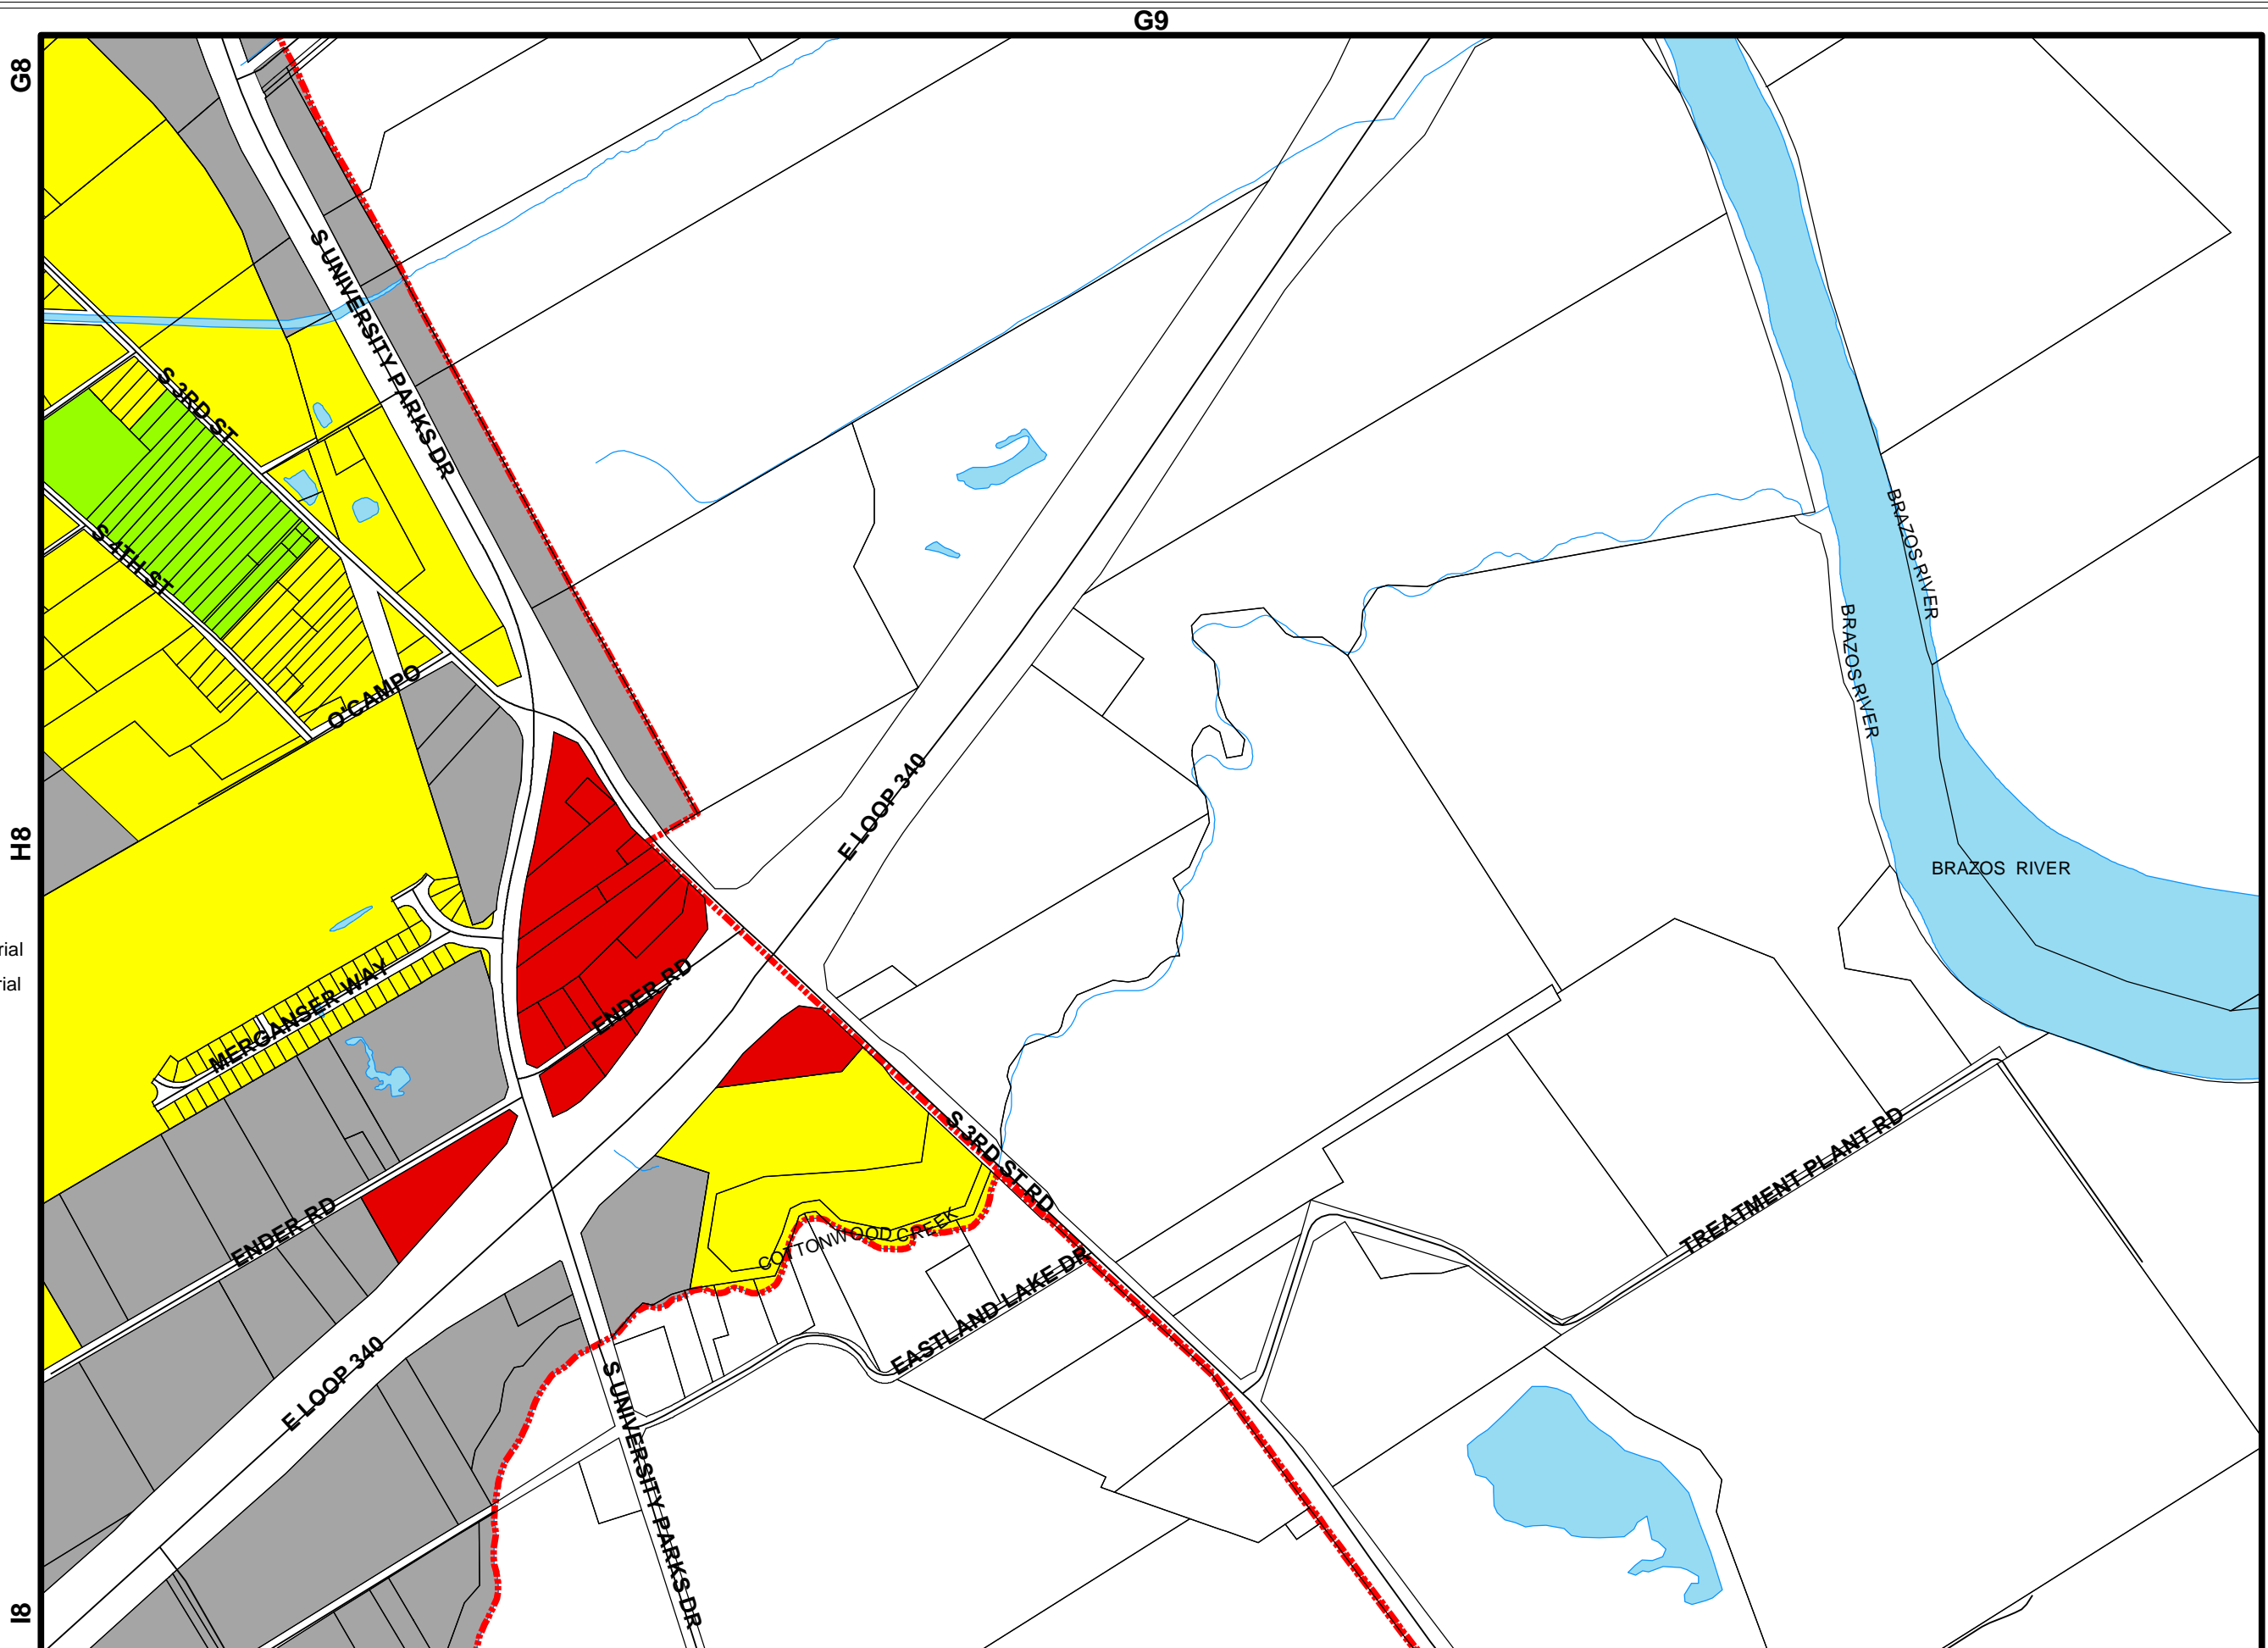 G9
G8
S UNIVERSITY PARKS DR
S 3RD ST
S 4TH ST
BRAZOS RIVER
BRAZOS RIVER
O'CAMPO
E LOOP 340
H8
BRAZOS RIVER
rial
rial
MERGANSER WAY
ENDER RD
S 3RD ST RD
TREATMENT PLANT RD
ENDER RD
COTTONWOOD CREEK
EASTLAND LAKE DR
E LOOP 340
S UNIVERSITY PARKS DR
I8